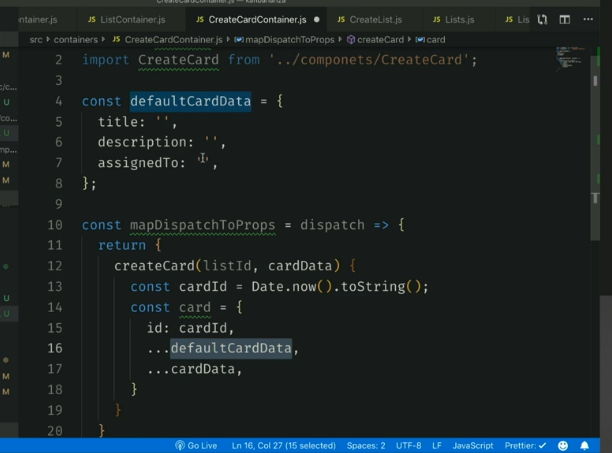 CreateCardContainer.js — kanbananza
ntainer.js JS ListContainer.js JS CreateCardContainer.js JS CreateList.js JS Lists.js JS Lis
src > containers > JS CreateCardContainer.js > mapDispatchToProps > createCard > card
2 import CreateCard from '../componets/CreateCard';
3
4 const defaultCardData = {
5 title: '',
6 description: '',
7 assignedTo: '',
8 };
9
10 const mapDispatchToProps = dispatch => {
11 return {
12 createCard(listId, cardData) {
13 const cardId = Date.now().toString();
14 const card = {
15 id: cardId,
16 ...defaultCardData,
17 ...cardData,
18 }
19 }
20 }
Go Live Ln 16, Col 27 (15 selected) Spaces: 2 UTF-8 LF JavaScript Prettier: ✓